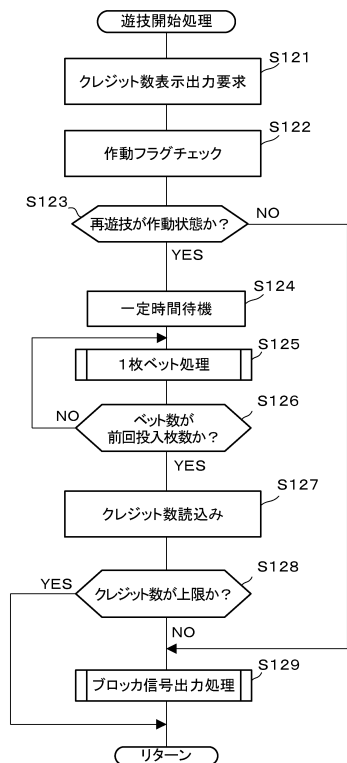 遊技開始処理
S121
クレジット数表示出力要求
S122
作動フラグチェック
S123
再遊技が作動状態か?
NO
YES
S124
一定時間待機
S125
1枚ベット処理
S126
ベット数が
前回投入枚数か?
NO
YES
S127
クレジット数読込み
S128
クレジット数が上限か?
YES
NO
S129
ブロッカ信号出力処理
リターン